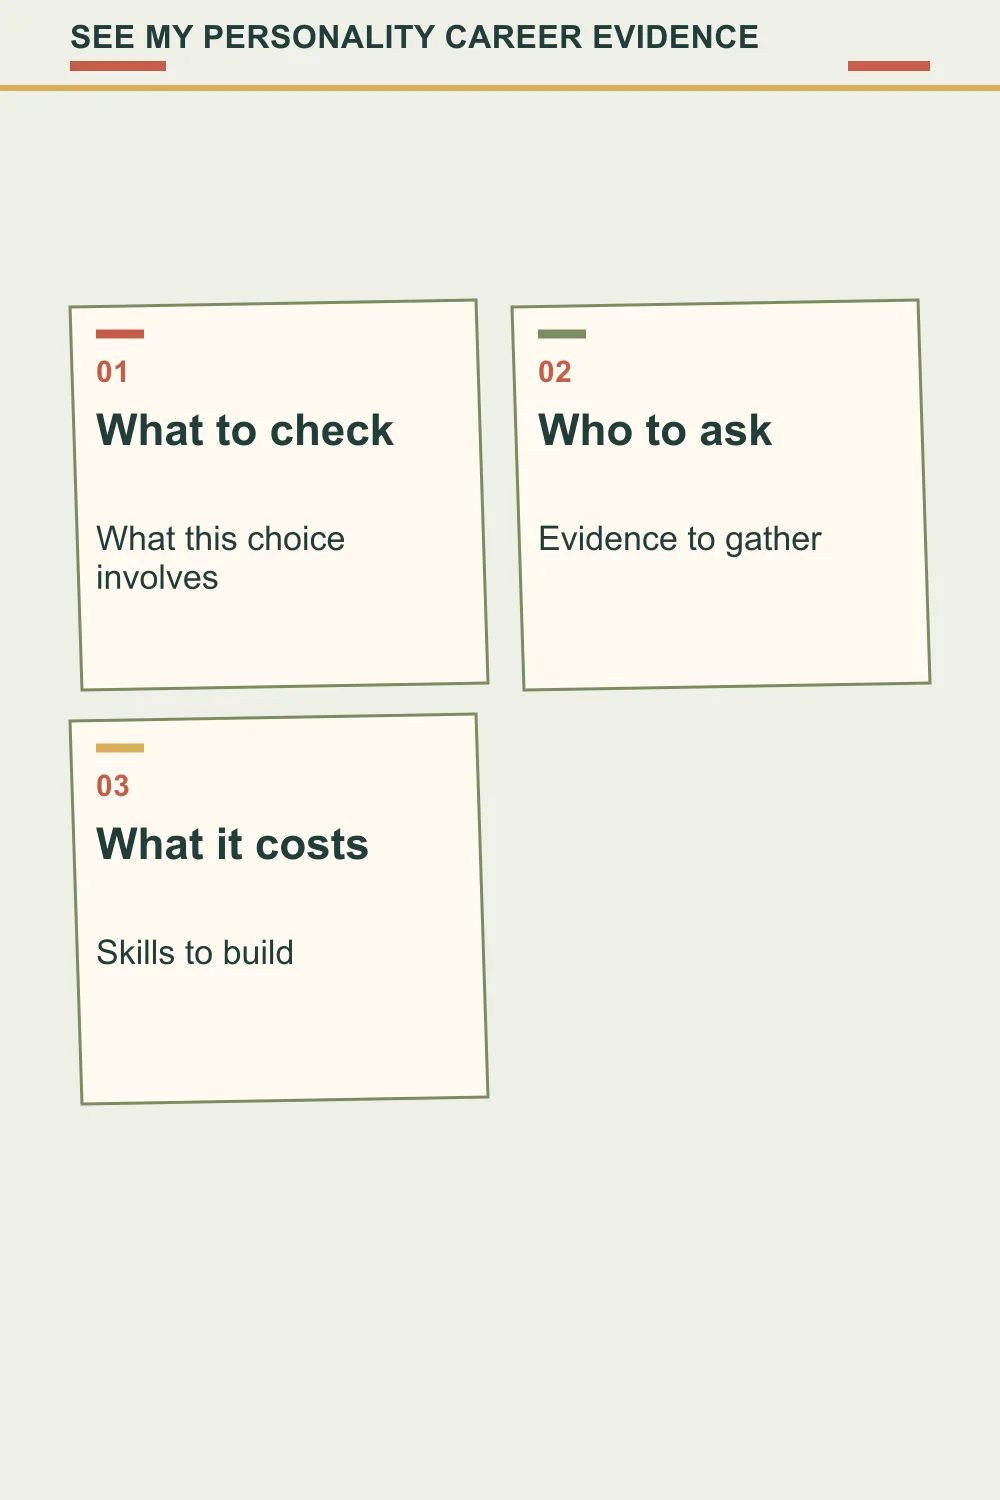 SEE MY PERSONALITY CAREER EVIDENCE
01
What to check
What this choice
involves
02
Who to ask
Evidence to gather
03
What it costs
Skills to build